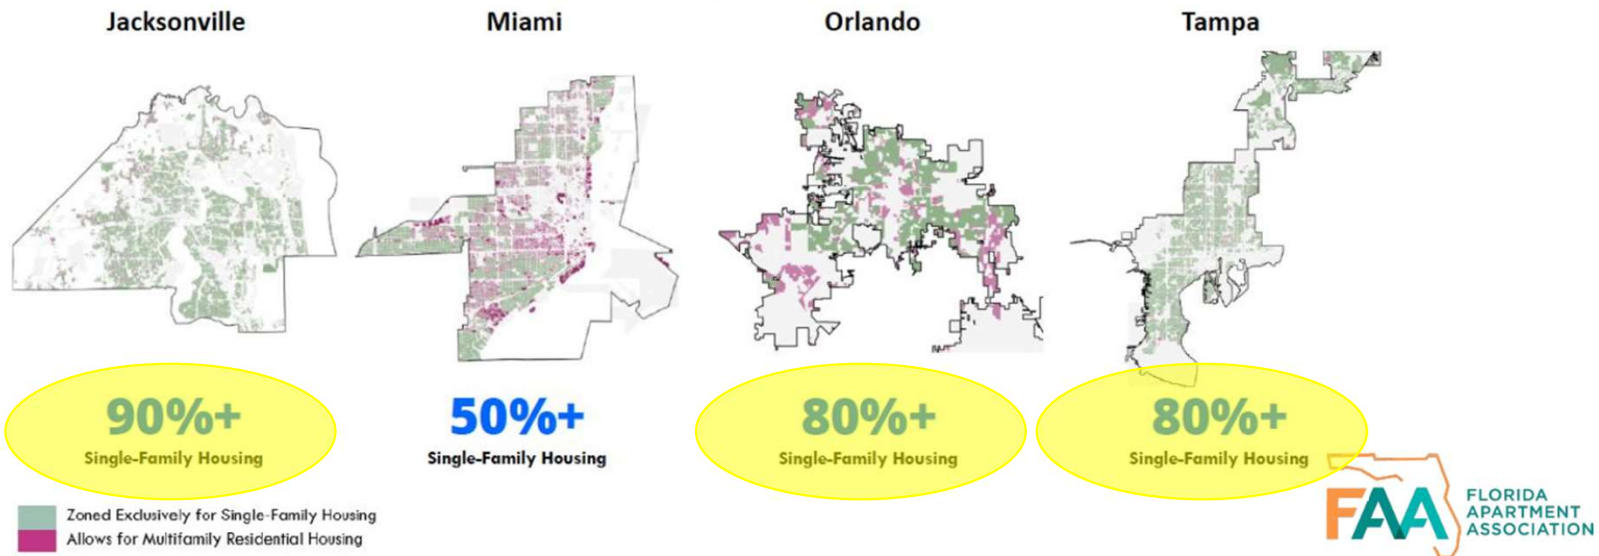 Jacksonville
Miami
Orlando
Tampa
90%+
Single-Family Housing
50%+
Single-Family Housing
80%+
Single-Family Housing
80%+
Single-Family Housing
Zoned Exclusively for Single-Family Housing
Allows for Multifamily Residential Housing
FAA
FLORIDA
APARTMENT
ASSOCIATION